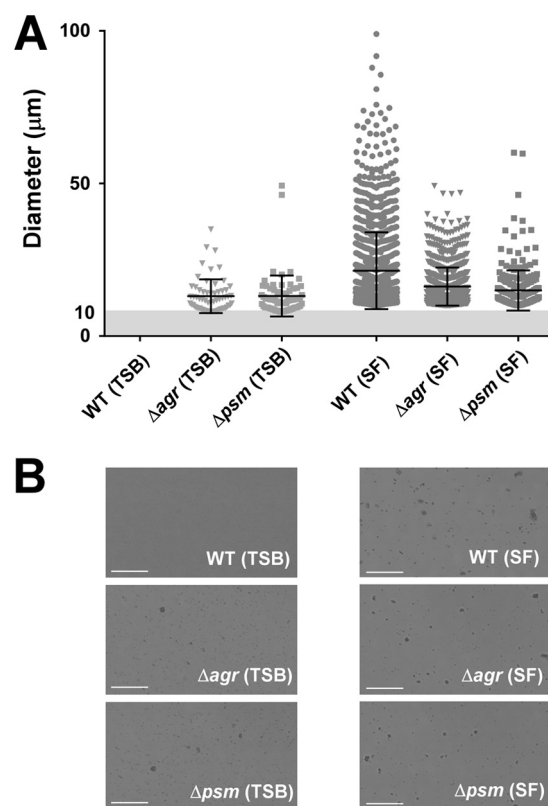 A
Diameter (μm)
100
50
10
0
WT (TSB)
Δagr (TSB)
Δpsm (TSB)
WT (SF)
Δagr (SF)
Δpsm (SF)
B
WT (TSB)
WT (SF)
Δagr (TSB)
Δagr (SF)
Δpsm (TSB)
Δpsm (SF)